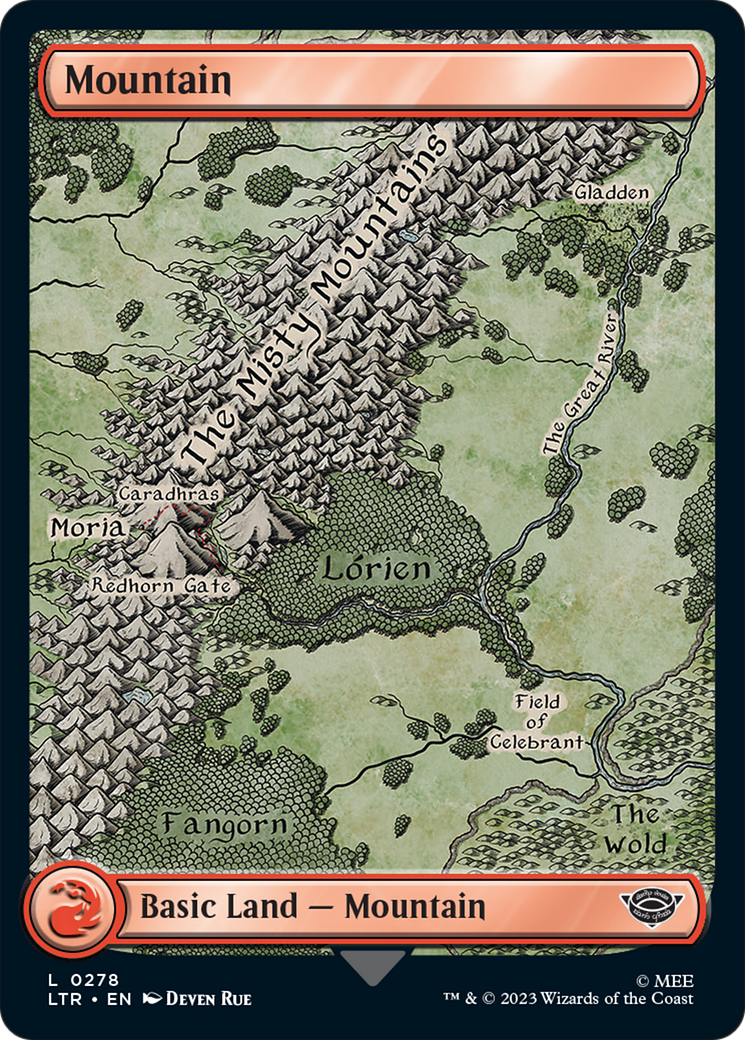 Mountain
The Misty Mountains
Gladden
The Great River
Caradhras
Moria
Redhorn Gate
Lórien
Field
of
Celebrant
Fangorn
The
Wold
Basic Land — Mountain
L 0278
LTR • EN Deven Rue
© MEE
™ & © 2023 Wizards of the Coast